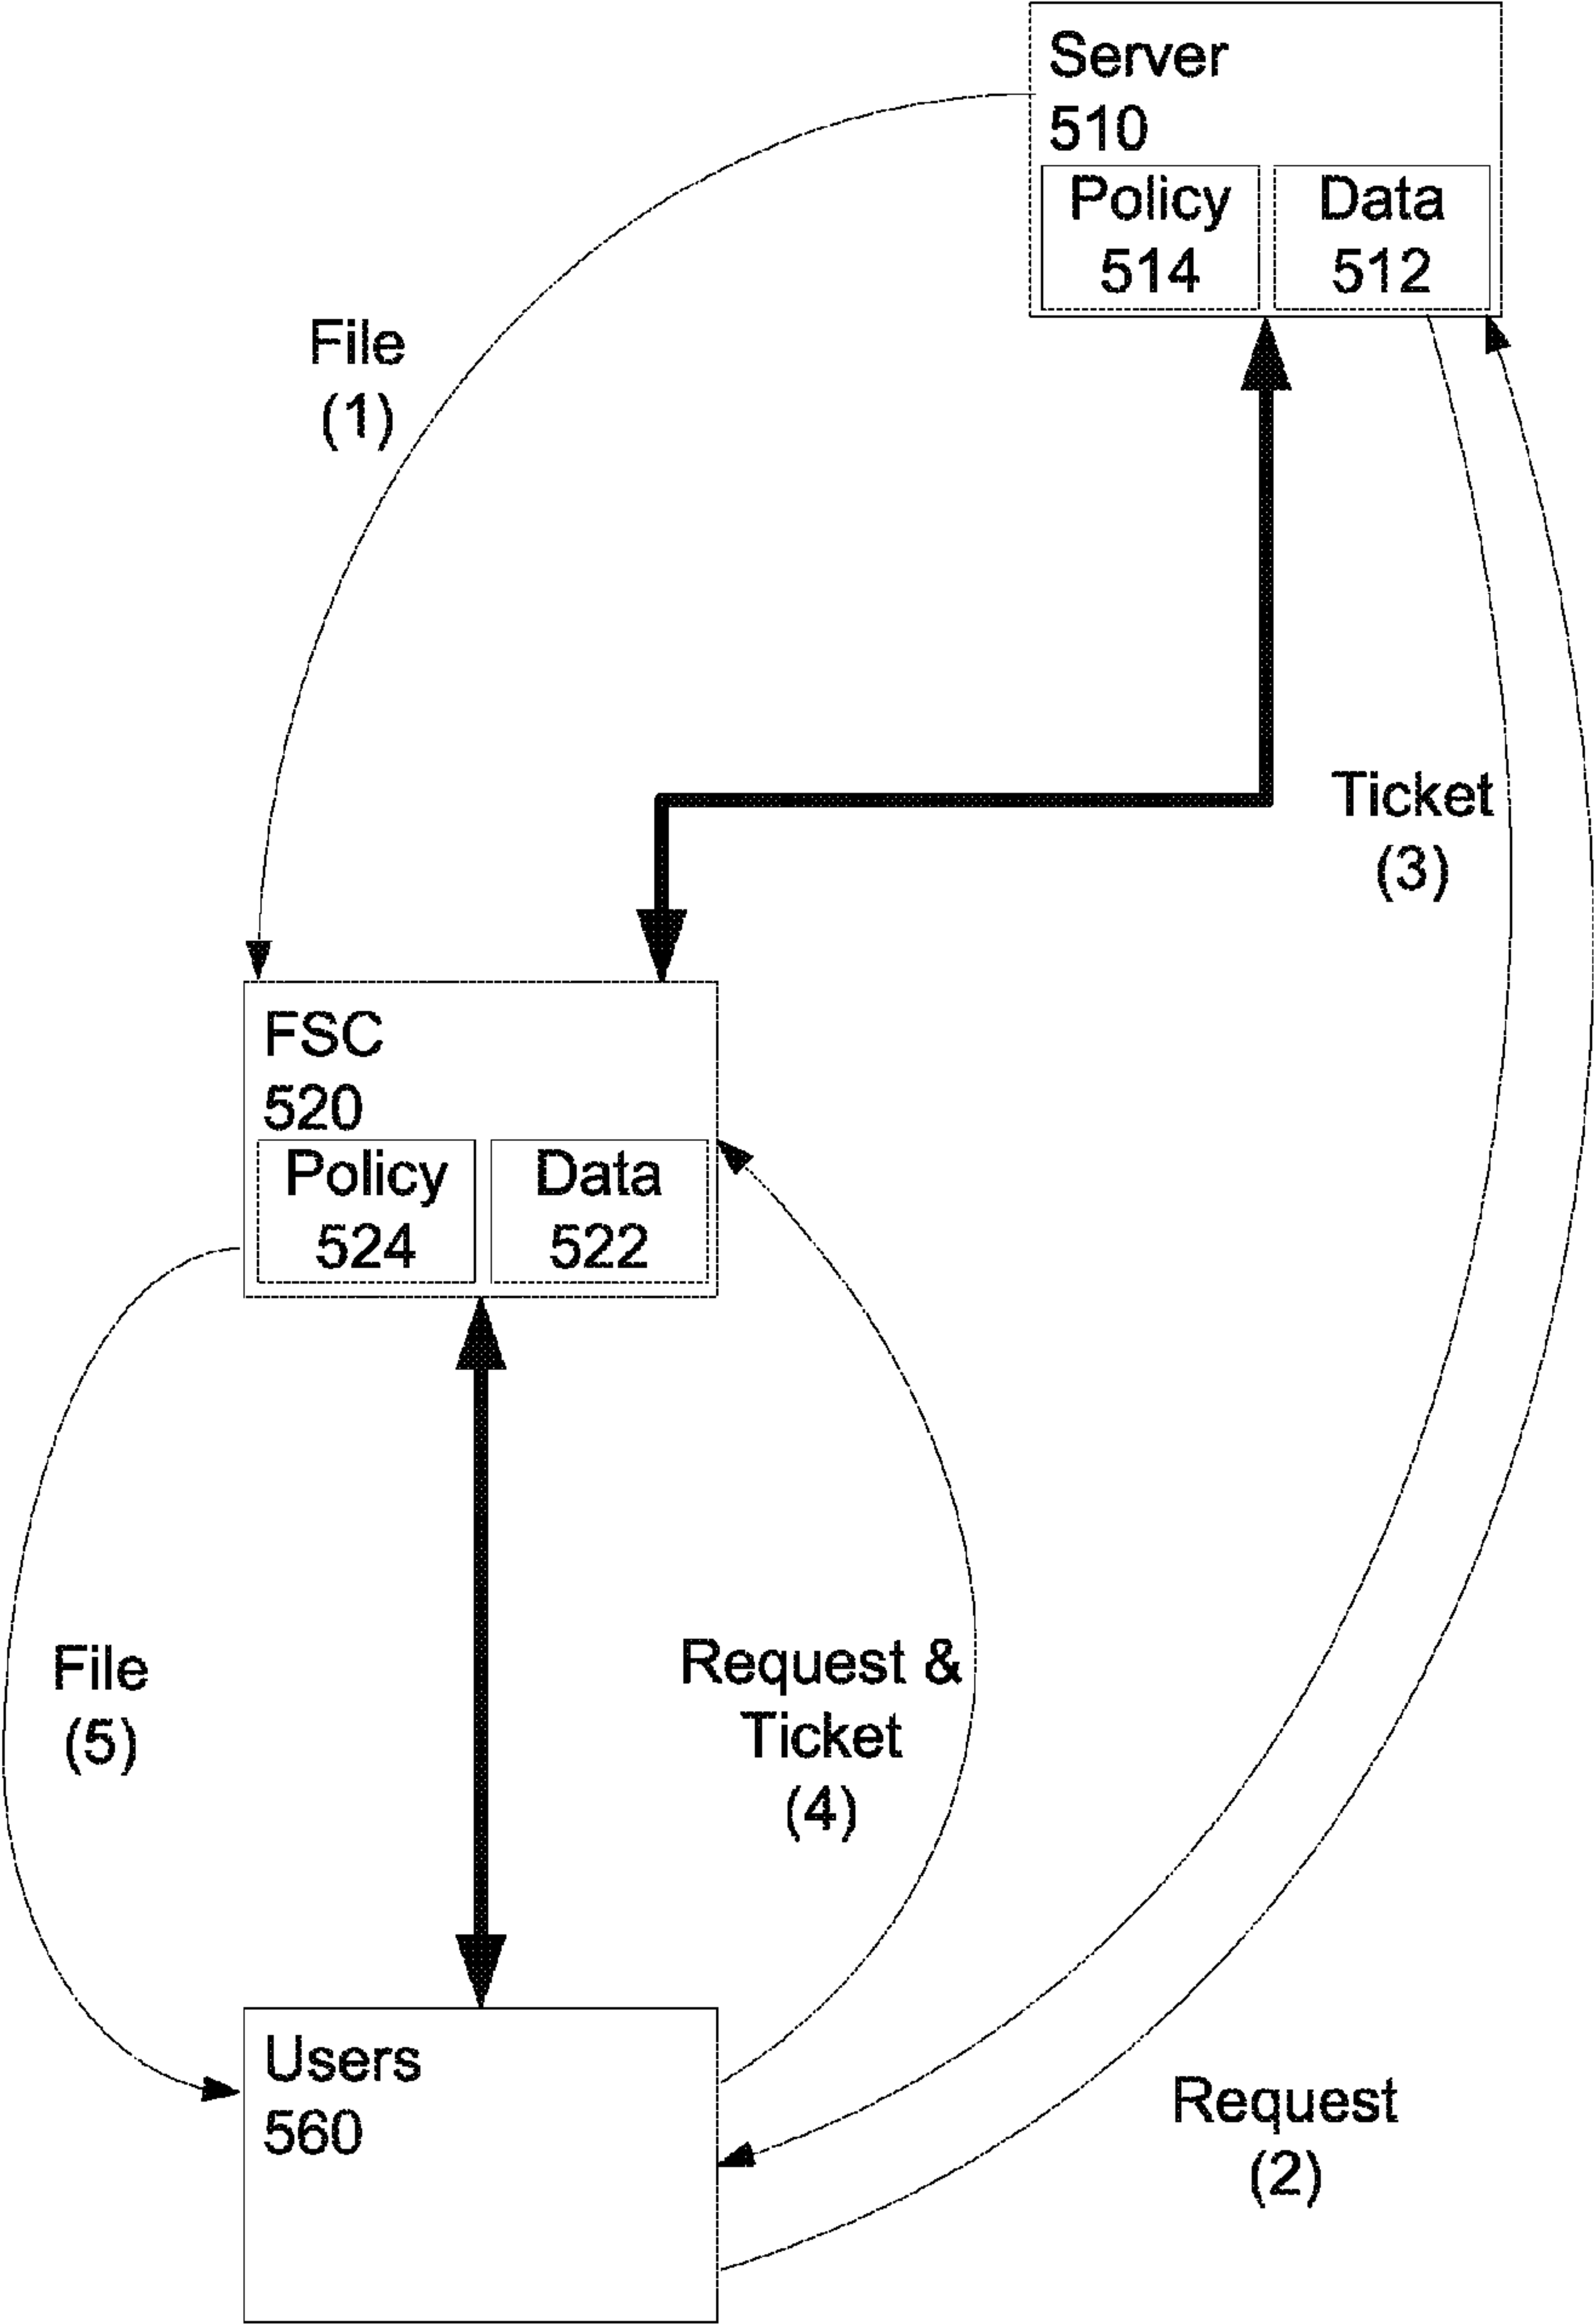 Server
510
Policy
514
Data
512
File
(1)
Ticket
(3)
FSC
520
Policy
524
Data
522
File
(5)
Request &
Ticket
(4)
Users
560
Request
(2)